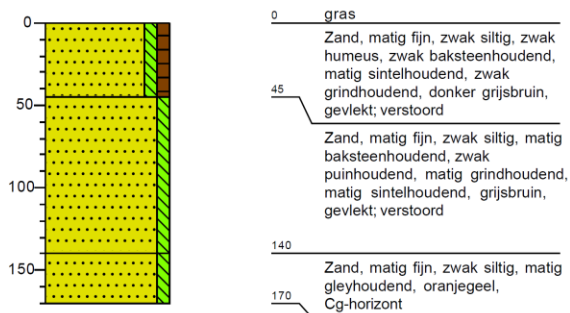 0
50
100
150
0 gras
Zand, matig fijn, zwak siltig, zwak
humeus, zwak baksteenhoudend,
matig sintelhoudend, zwak
grindhoudend, donker grijsbruin,
gevlekt; verstoord
45
Zand, matig fijn, zwak siltig, matig
baksteenhoudend, zwak
puinhoudend, matig grindhoudend,
matig sintelhoudend, grijsbruin,
gevlekt; verstoord
140
Zand, matig fijn, zwak siltig, matig
gleyhoudend, oranjegeel,
Cg-horizont
170